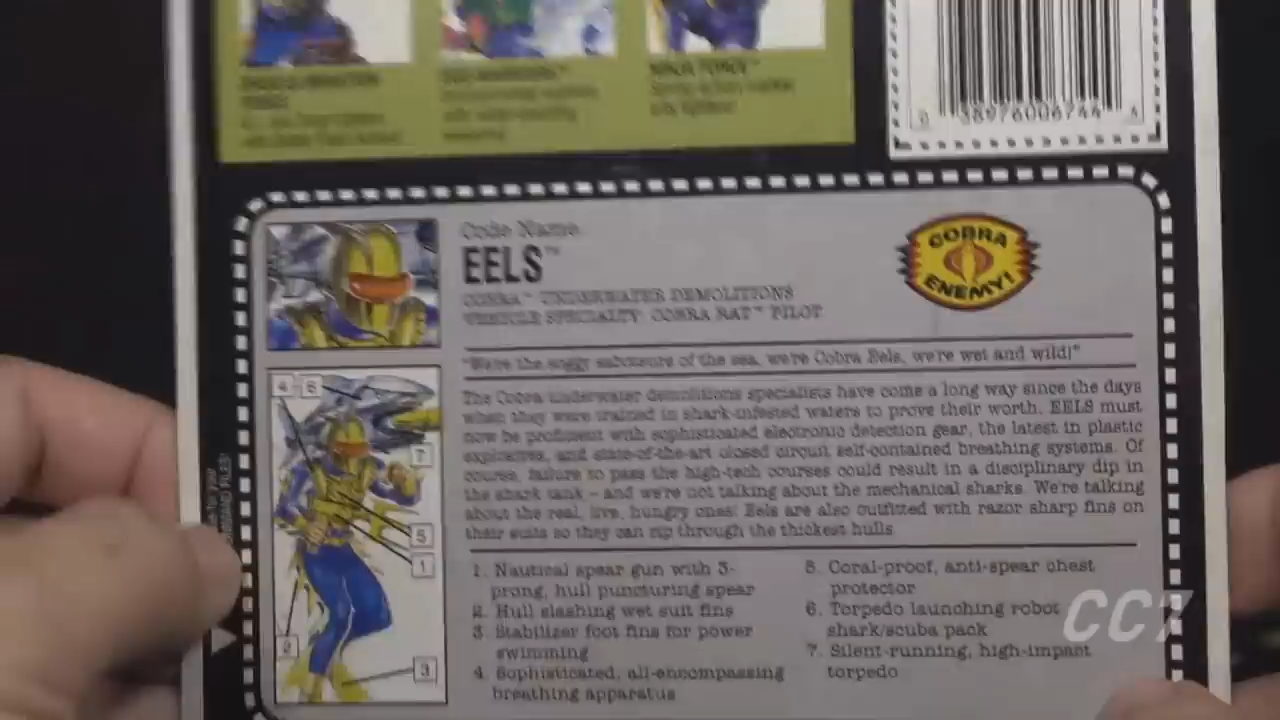 NINJA FORCE™
0 38976006744 A
Code Name
EELS™
COBRA
ENEMY!
COBRA™ UNDERWATER DEMOLITIONS
VEHICLE SPECIALTY: COBRA RAT™ PILOT
"We're the soggy saboteurs of the sea, we're Cobra Eels, we're wet and wild!"
The Cobra underwater demolitions specialists have come a long way since the days
when they were trained in shark-infested waters to prove their worth. EELS must
now be proficient with sophisticated electronic detection gear, the latest in plastic
explosives, and state-of-the-art closed circuit self-contained breathing systems. Of
course, failure to pass the high-tech courses could result in a disciplinary dip in
the shark tank – and we're not talking about the mechanical sharks. We're talking
about the real, live, hungry ones! Eels are also outfitted with razor sharp fins on
their suits so they can rip through the thickest hulls
4 6
7
5
1
2
3
1. Nautical spear gun with 3-
prong, hull puncturing spear
2. Hull slashing wet suit fins
3. Stabilizer foot fins for power
swimming
4. Sophisticated, all-encompassing
breathing apparatus
5. Coral-proof, anti-spear chest
protector
6. Torpedo launching robot
shark/scuba pack
7. Silent-running, high-impact
torpedo
CC7